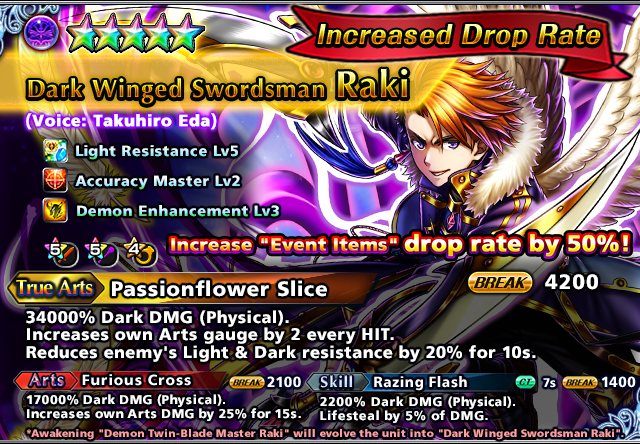 Increased Drop Rate
Dark Winged Swordsman Raki
(Voice: Takuhiro Eda)
Light Resistance Lv5
Accuracy Master Lv2
Demon Enhancement Lv3
5 5 4
Increase "Event Items" drop rate by 50%!
True Arts Passionflower Slice BREAK 4200
34000% Dark DMG (Physical).
Increases own Arts gauge by 2 every HIT.
Reduces enemy's Light & Dark resistance by 20% for 10s.
Arts Furious Cross BREAK 2100
17000% Dark DMG (Physical).
Increases own Arts DMG by 25% for 15s.
Skill Razing Flash CT 7s BREAK 1400
2200% Dark DMG (Physical).
Lifesteal by 5% of DMG.
*Awakening "Demon Twin-Blade Master Raki" will evolve the unit into "Dark Winged Swordsman Raki".